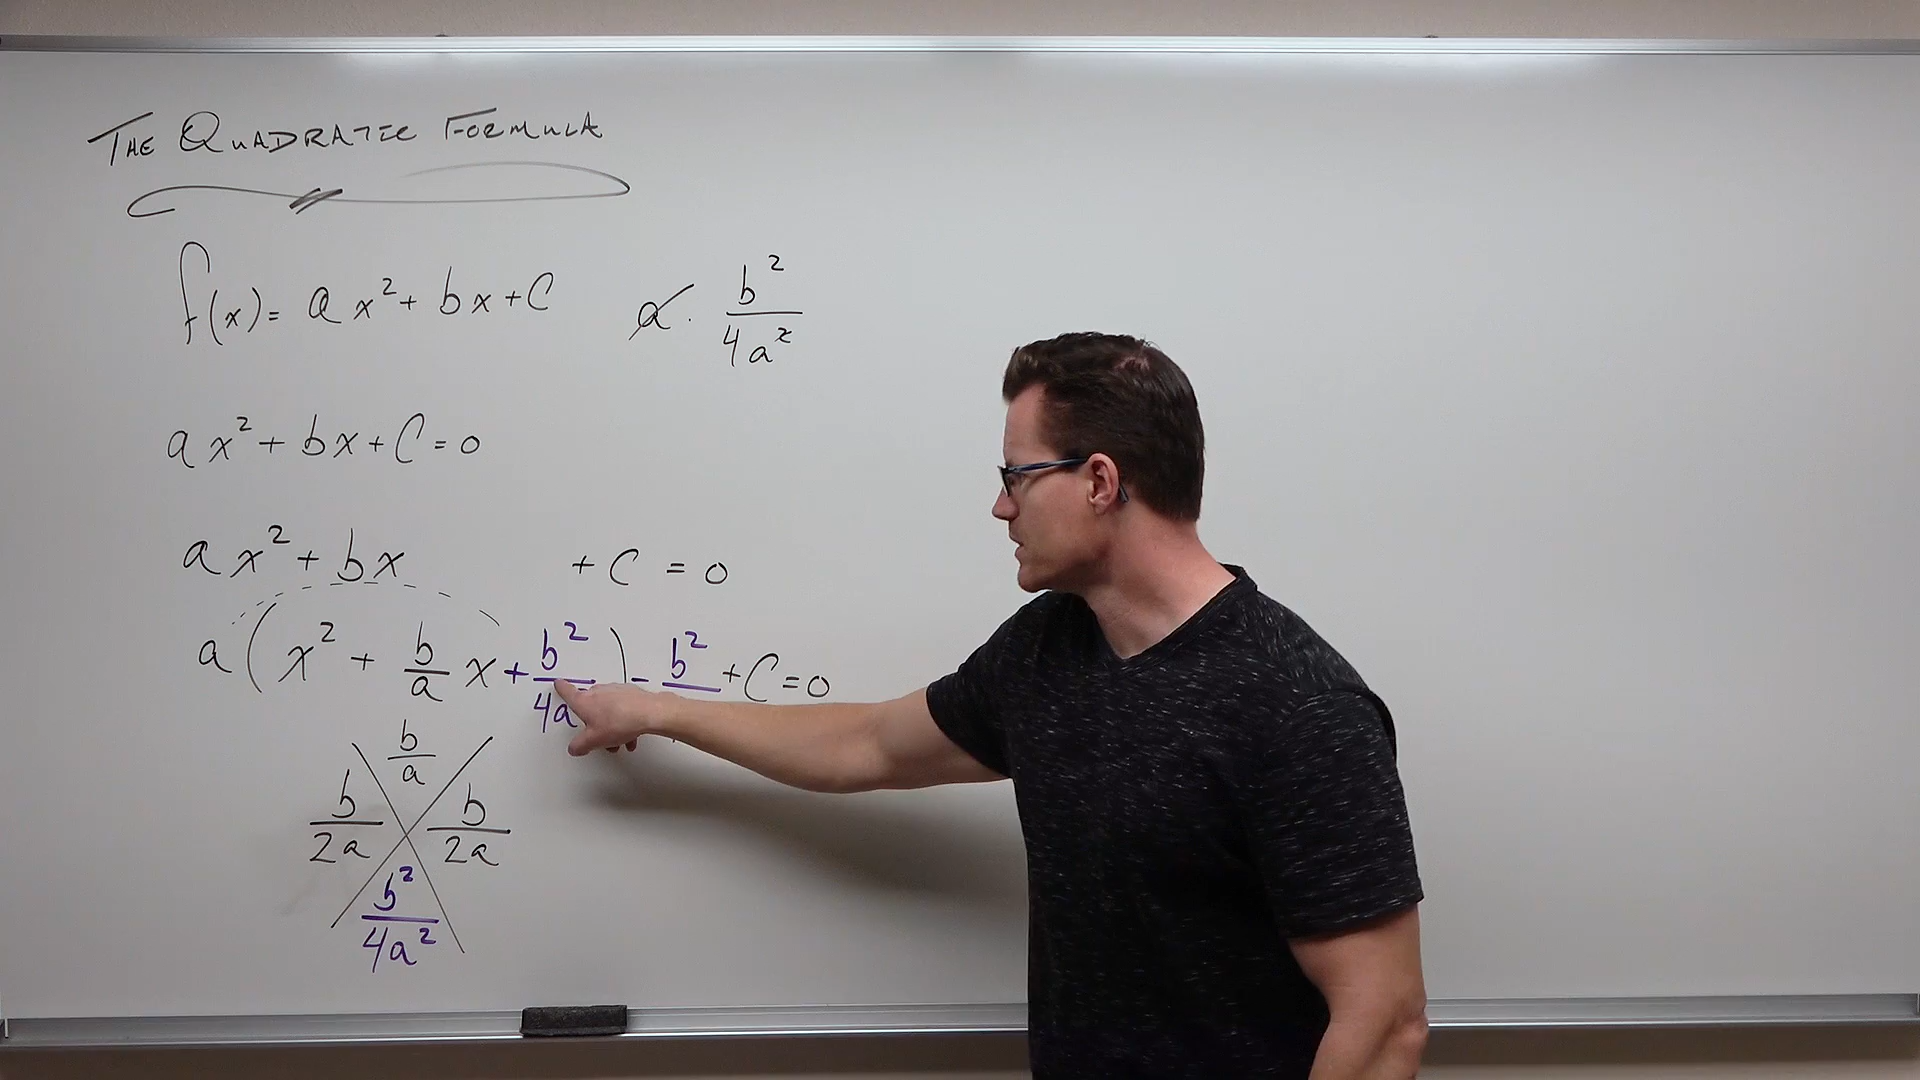 THE QUADRATIC FORMULA
f(x) = ax² + bx + C
a · b²/4a²
ax² + bx + C = 0
ax² + bx + C = 0
a(x² + b/a x + b²/4a ) - b² + C = 0
b/a
b/2a b/2a
b²/4a²